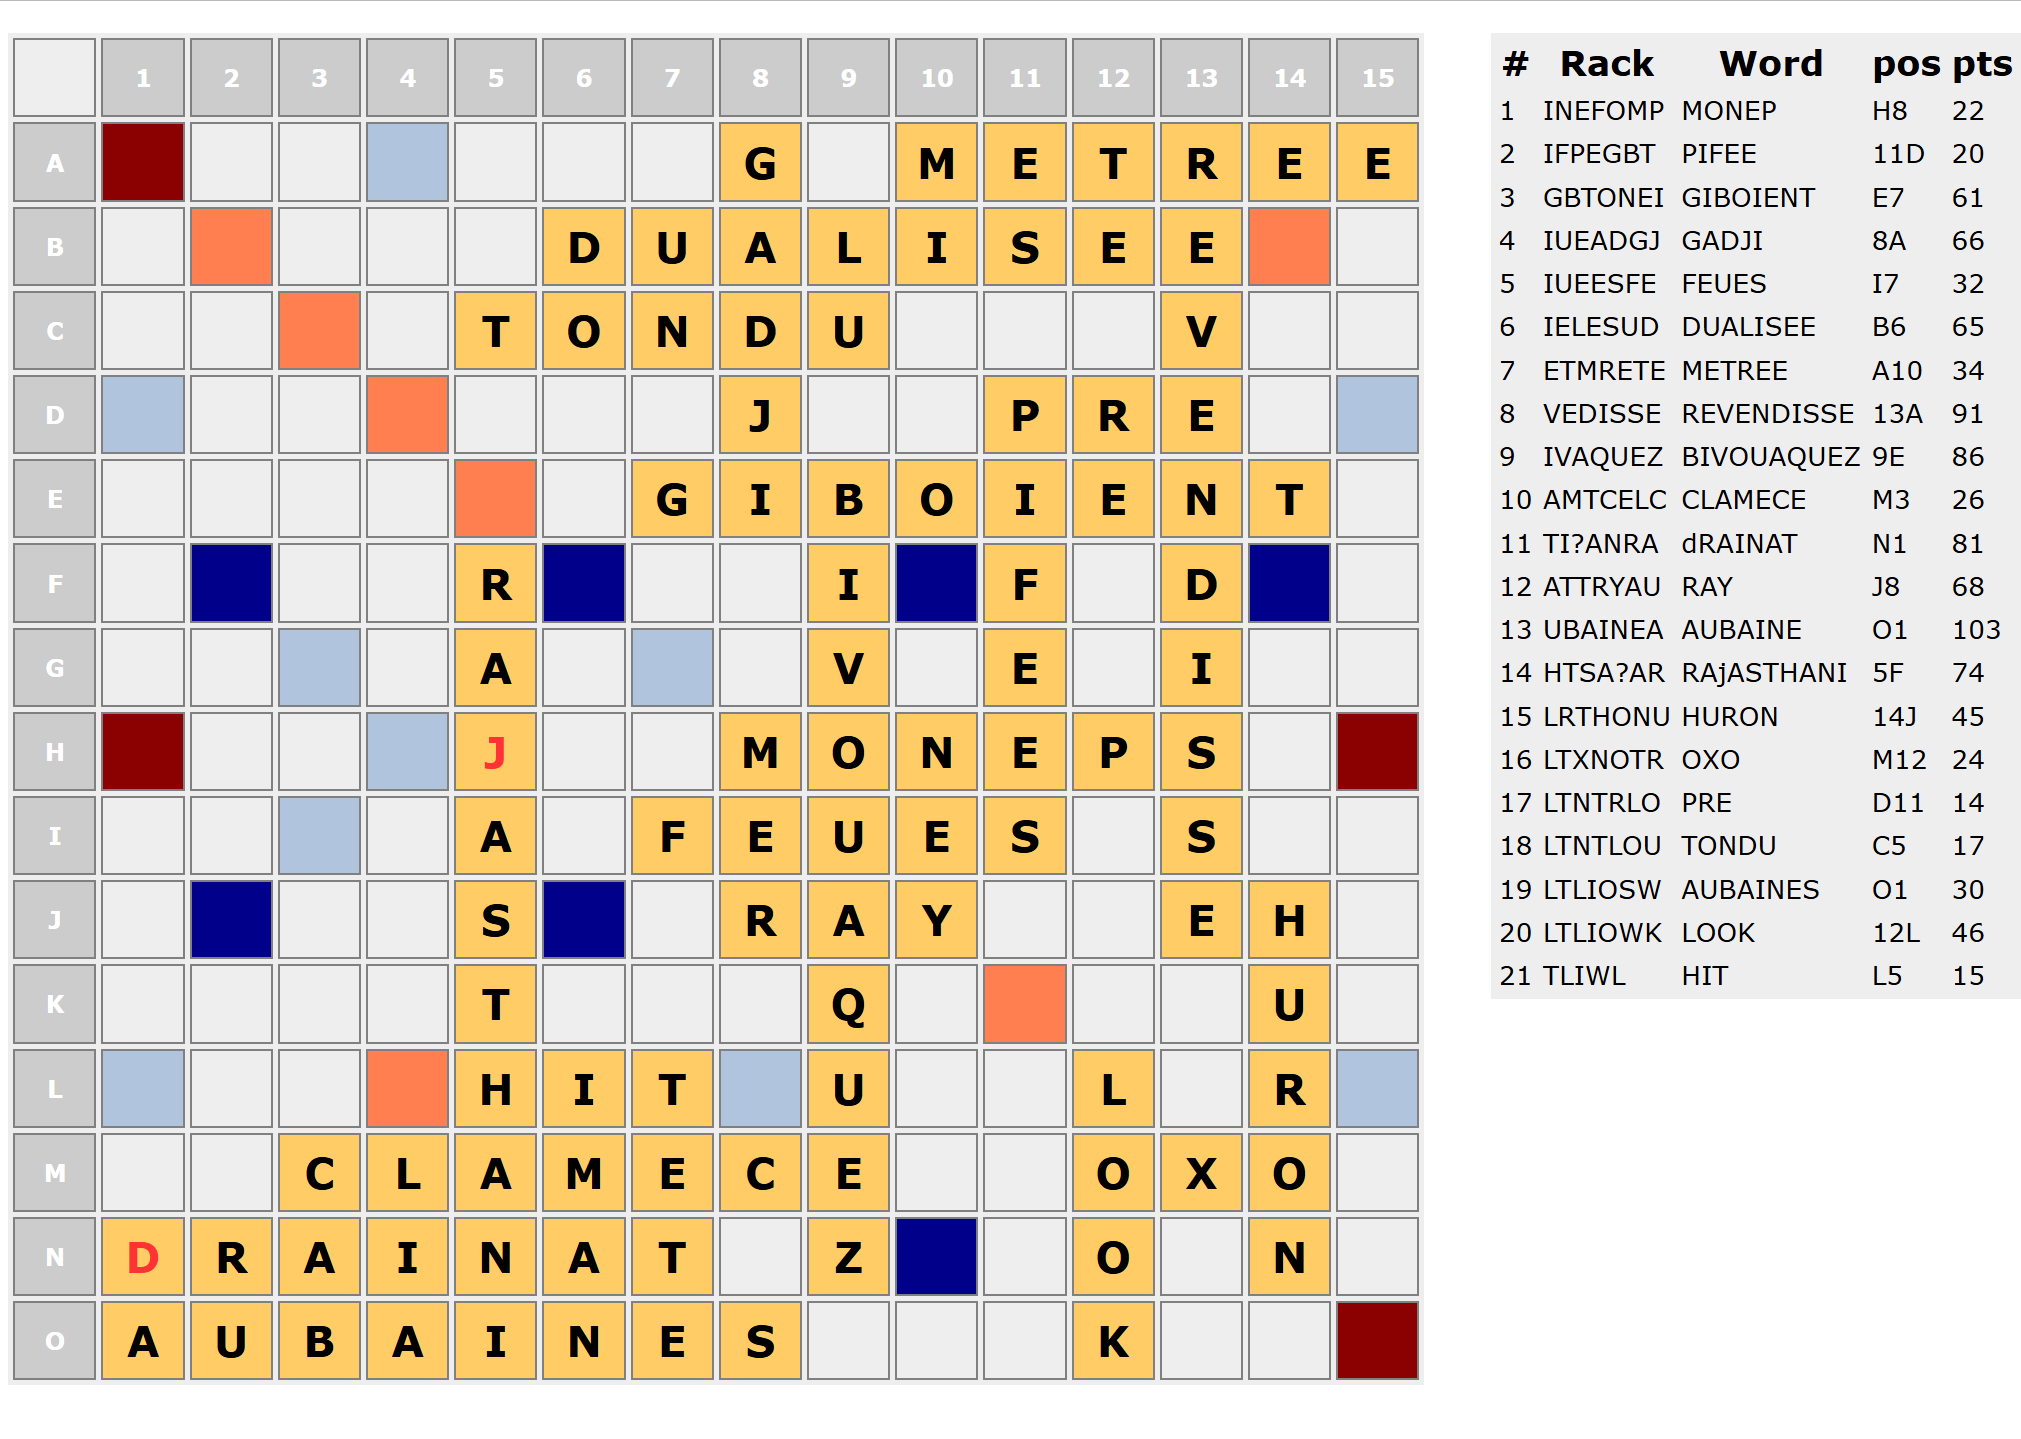 1 2 3 4 5 6 7 8 9 10 11 12 13 14 15
A G M E T R E E
B D U A L I S E E
C T O N D U V
D J P R E
E G I B O I E N T
F R I F D
G A V E I
H J M O N E P S
I A F E U E S S
J S R A Y E H
K T Q U
L H I T U L R
M C L A M E C E O X O
N D R A I N A T Z O N
O A U B A I N E S K
# Rack Word pos pts
1 INEFOMP MONEP H8 22
2 IFPEGBT PIFEE 11D 20
3 GBTONEI GIBOIENT E7 61
4 IUEADGJ GADJI 8A 66
5 IUEESFE FEUES I7 32
6 IELESUD DUALISEE B6 65
7 ETMRETE METREE A10 34
8 VEDISSE REVENDISSE 13A 91
9 IVAQUEZ BIVOUAQUEZ 9E 86
10 AMTCELC CLAMECE M3 26
11 TI?ANRA dRAINAT N1 81
12 ATTRYAU RAY J8 68
13 UBAINEA AUBAINE O1 103
14 HTSA?AR RAjASTHANI 5F 74
15 LRTHONU HURON 14J 45
16 LTXNOTR OXO M12 24
17 LTNTRLO PRE D11 14
18 LTNTLOU TONDU C5 17
19 LTLIOSW AUBAINES O1 30
20 LTLIOWK LOOK 12L 46
21 TLIWL HIT L5 15